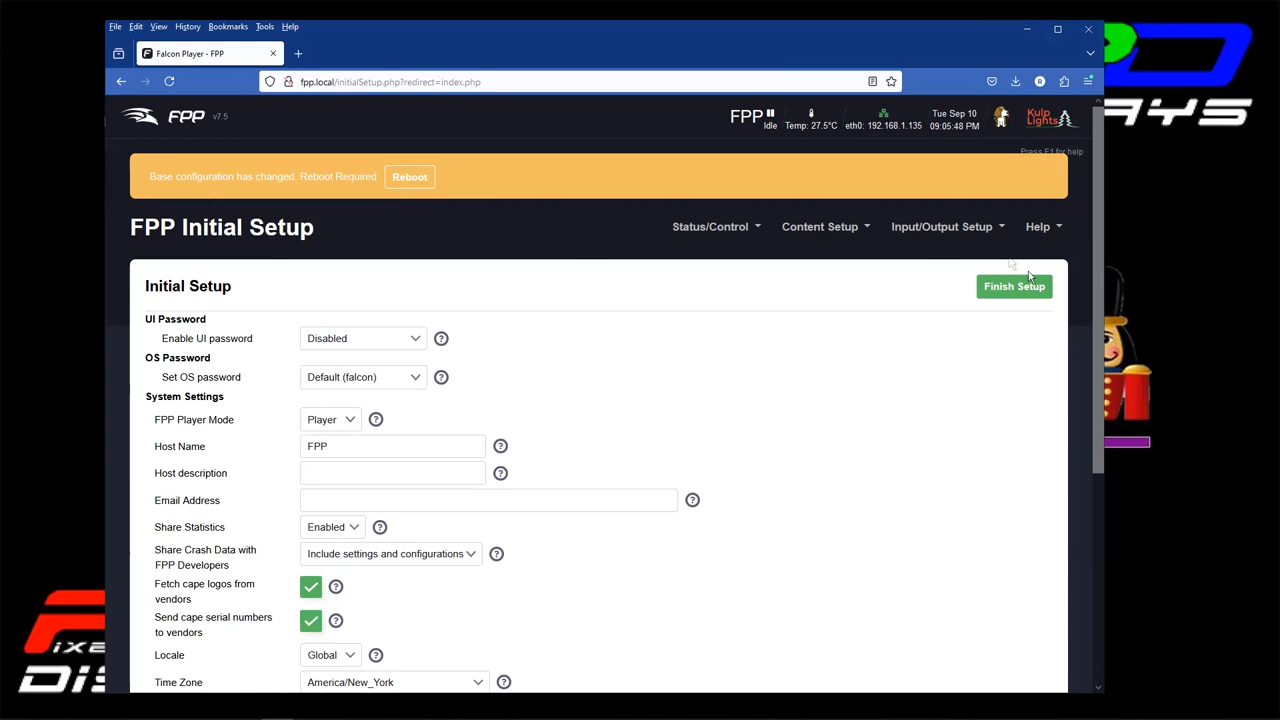 File Edit View History Bookmarks Tools Help
Falcon Player - FPP
fpp.local/initialSetup.php?redirect=index.php
FPP v7.5
FPP Idle
Temp: 27.5°C
eth0: 192.168.1.135
Tue Sep 10
09:05:48 PM
Kulp
Lights
Press F1 for help
Base configuration has changed. Reboot Required Reboot
FPP Initial Setup
Status/Control Content Setup Input/Output Setup Help
Initial Setup
Finish Setup
UI Password
Enable UI password Disabled
OS Password
Set OS password Default (falcon)
System Settings
FPP Player Mode Player
Host Name FPP
Host description
Email Address
Share Statistics Enabled
Share Crash Data with
FPP Developers
Include settings and configurations
Fetch cape logos from
vendors
Send cape serial numbers
to vendors
Locale Global
Time Zone America/New_York